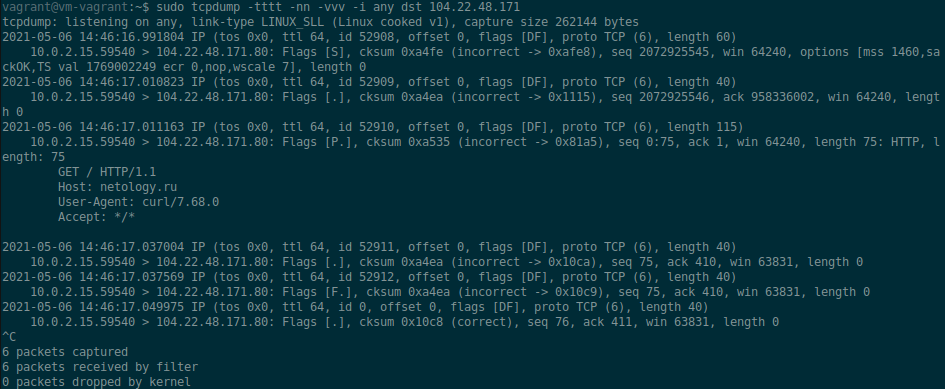 vagrant@vm-vagrant:~$ sudo tcpdump -tttt -nn -vvv -i any dst 104.22.48.171
tcpdump: listening on any, link-type LINUX_SLL (Linux cooked v1), capture size 262144 bytes
2021-05-06 14:46:16.991804 IP (tos 0x0, ttl 64, id 52908, offset 0, flags [DF], proto TCP (6), length 60)
    10.0.2.15.59540 > 104.22.48.171.80: Flags [S], cksum 0xa4fe (incorrect -> 0xafe8), seq 2072925545, win 64240, options [mss 1460,sa
ckOK,TS val 1769002249 ecr 0,nop,wscale 7], length 0
2021-05-06 14:46:17.010823 IP (tos 0x0, ttl 64, id 52909, offset 0, flags [DF], proto TCP (6), length 40)
    10.0.2.15.59540 > 104.22.48.171.80: Flags [.], cksum 0xa4ea (incorrect -> 0x1115), seq 2072925546, ack 958336002, win 64240, lengt
h 0
2021-05-06 14:46:17.011163 IP (tos 0x0, ttl 64, id 52910, offset 0, flags [DF], proto TCP (6), length 115)
    10.0.2.15.59540 > 104.22.48.171.80: Flags [P.], cksum 0xa535 (incorrect -> 0x81a5), seq 0:75, ack 1, win 64240, length 75: HTTP, l
ength: 75
        GET / HTTP/1.1
        Host: netology.ru
        User-Agent: curl/7.68.0
        Accept: */*
2021-05-06 14:46:17.037004 IP (tos 0x0, ttl 64, id 52911, offset 0, flags [DF], proto TCP (6), length 40)
    10.0.2.15.59540 > 104.22.48.171.80: Flags [.], cksum 0xa4ea (incorrect -> 0x10ca), seq 75, ack 410, win 63831, length 0
2021-05-06 14:46:17.037569 IP (tos 0x0, ttl 64, id 52912, offset 0, flags [DF], proto TCP (6), length 40)
    10.0.2.15.59540 > 104.22.48.171.80: Flags [F.], cksum 0xa4ea (incorrect -> 0x10c9), seq 75, ack 410, win 63831, length 0
2021-05-06 14:46:17.049975 IP (tos 0x0, ttl 64, id 0, offset 0, flags [DF], proto TCP (6), length 40)
    10.0.2.15.59540 > 104.22.48.171.80: Flags [.], cksum 0x10c8 (correct), seq 76, ack 411, win 63831, length 0
^C
6 packets captured
6 packets received by filter
0 packets dropped by kernel